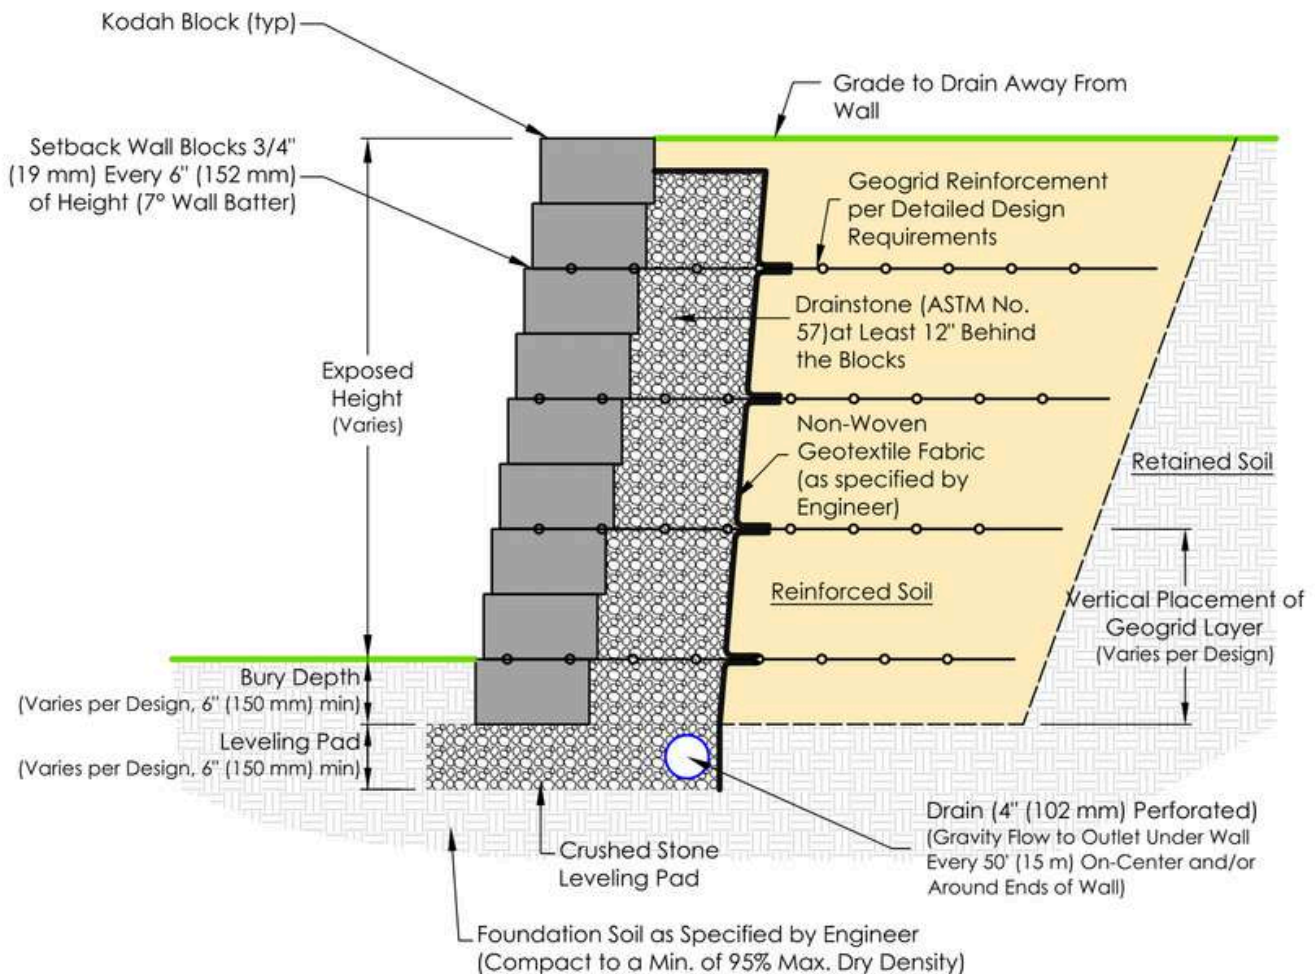 Kodah Block (typ)
Grade to Drain Away From
Wall
Setback Wall Blocks 3/4"
(19 mm) Every 6" (152 mm)
of Height (7° Wall Batter)
Geogrid Reinforcement
per Detailed Design
Requirements
Drainstone (ASTM No.
57)at Least 12" Behind
the Blocks
Exposed
Height
(Varies)
Non-Woven
Geotextile Fabric
(as specified by
Engineer)
Retained Soil
Reinforced Soil
Vertical Placement of
Geogrid Layer
(Varies per Design)
Bury Depth
(Varies per Design, 6" (150 mm) min)
Leveling Pad
(Varies per Design, 6" (150 mm) min)
Drain (4" (102 mm) Perforated)
(Gravity Flow to Outlet Under Wall
Every 50' (15 m) On-Center and/or
Around Ends of Wall)
Crushed Stone
Leveling Pad
Foundation Soil as Specified by Engineer
(Compact to a Min. of 95% Max. Dry Density)